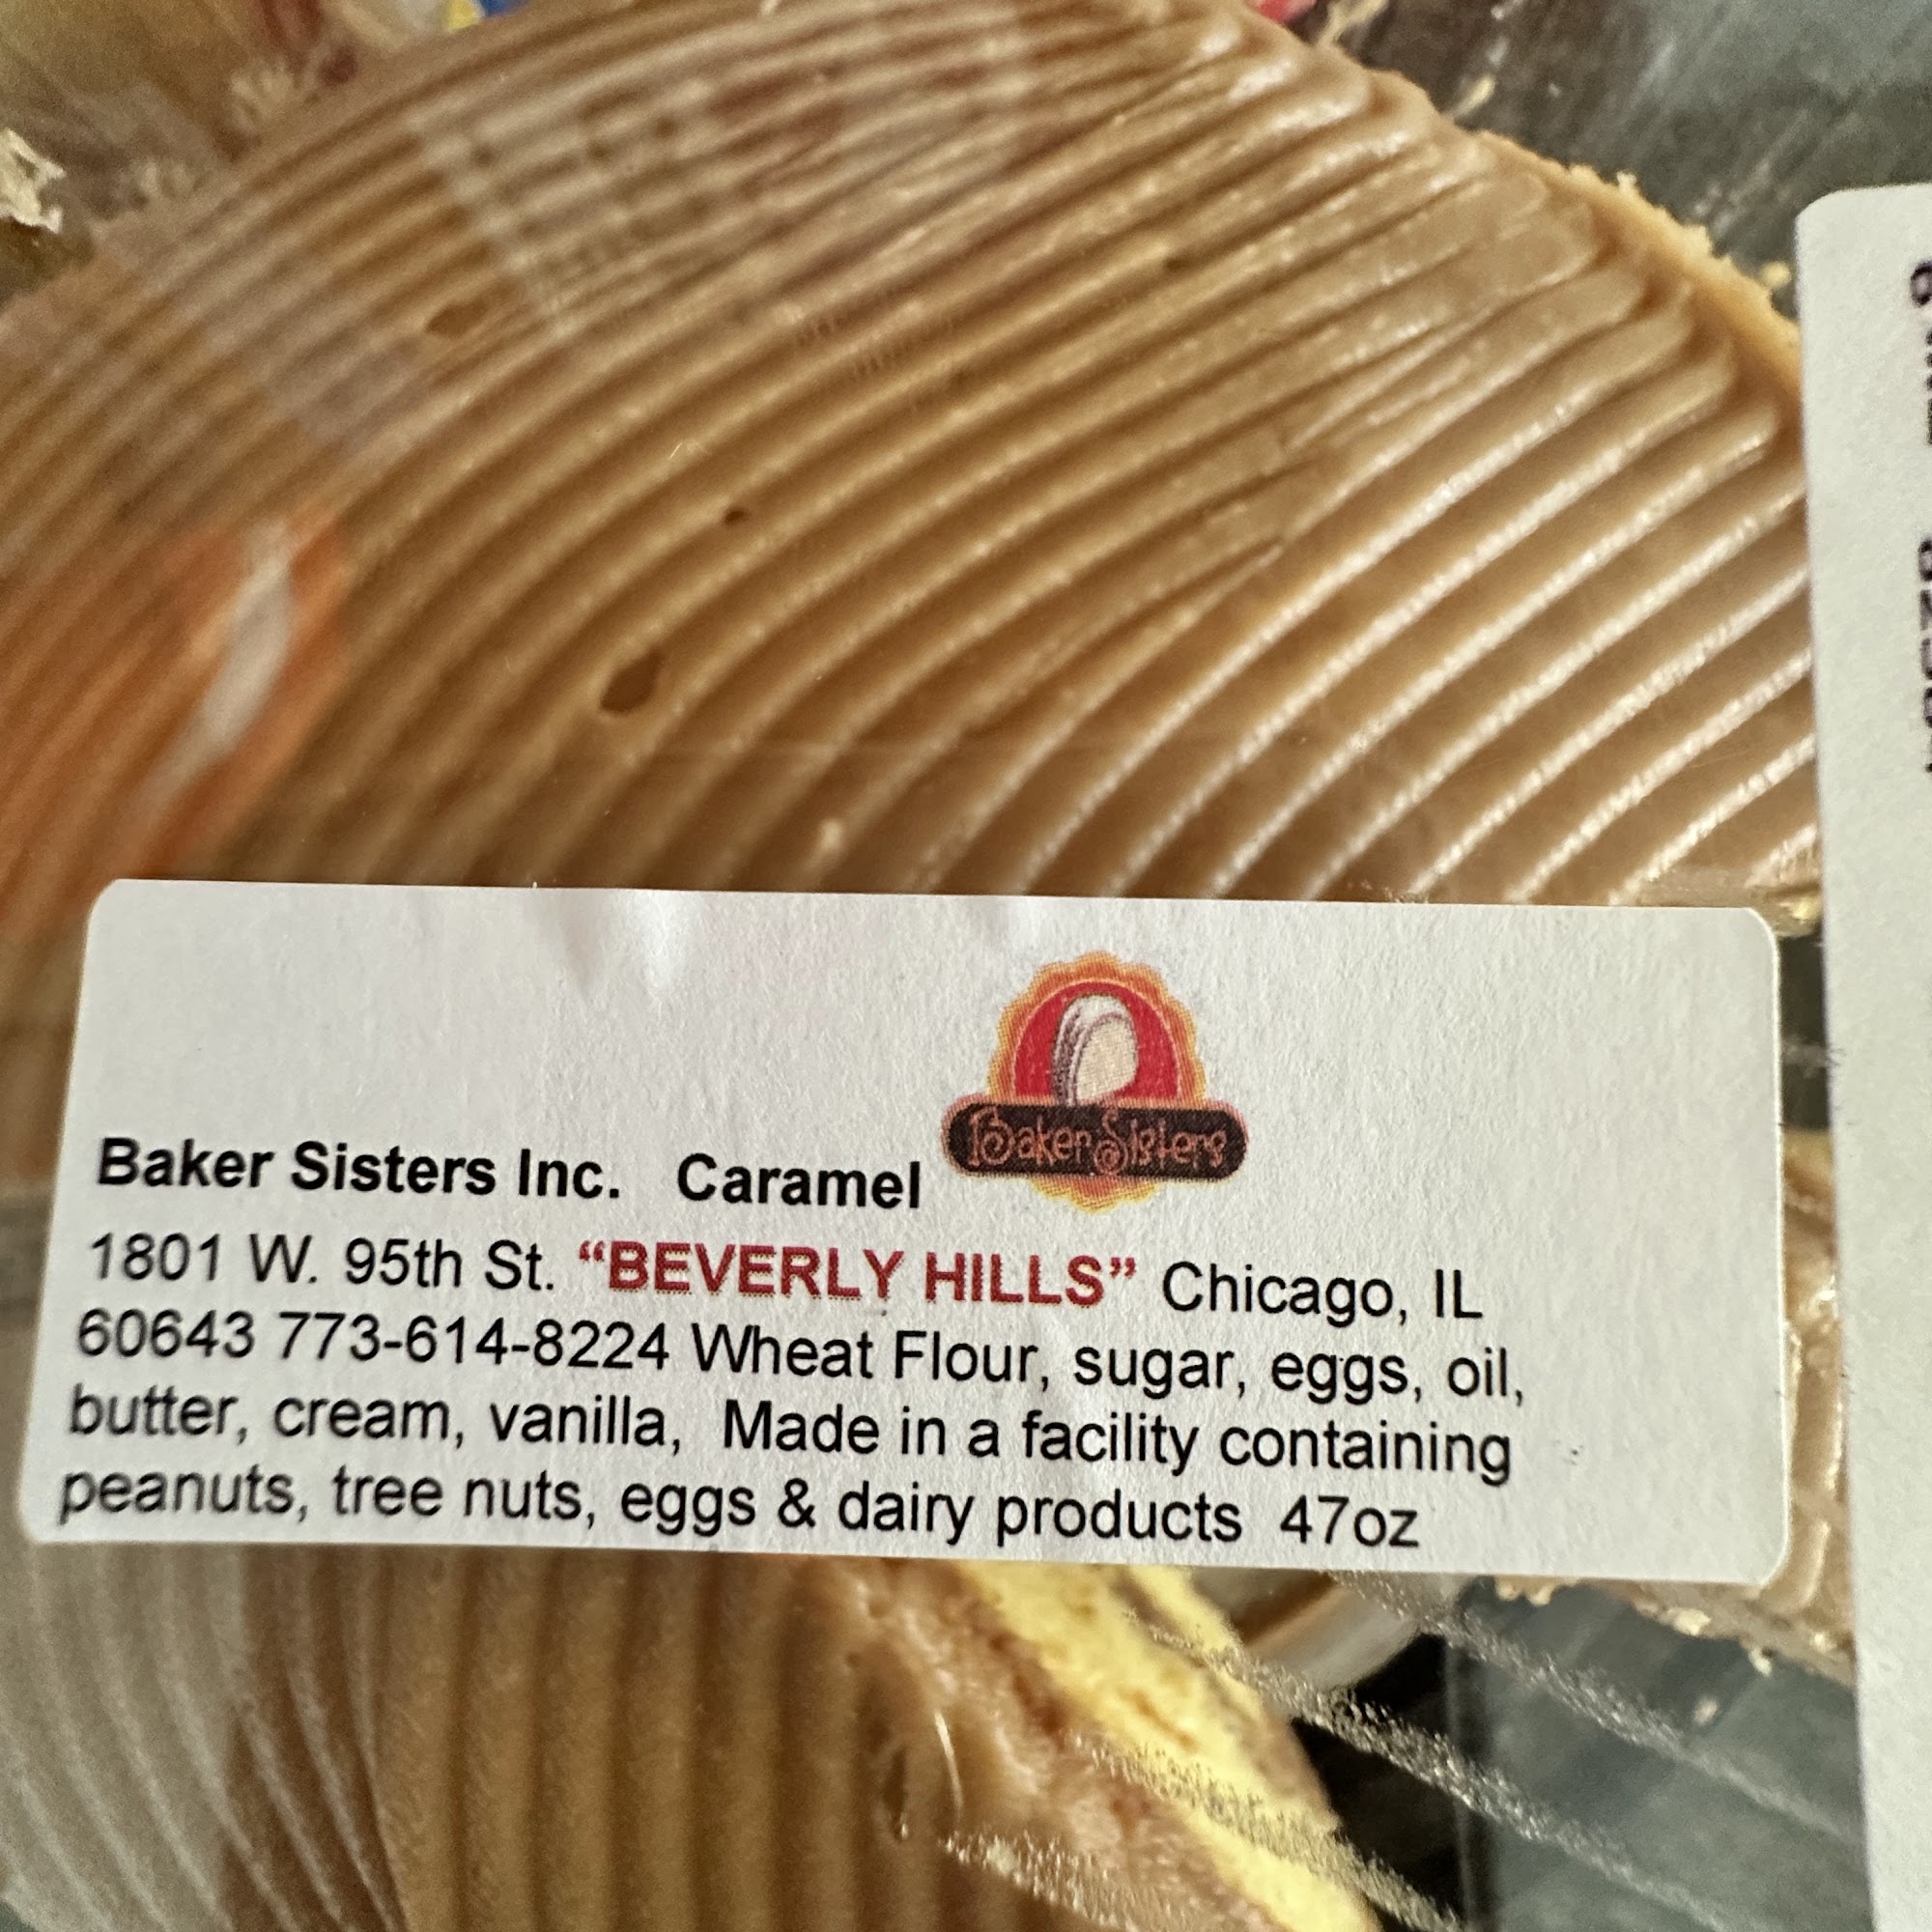 Baker Sisters
Baker Sisters Inc. Caramel
1801 W. 95th St. “BEVERLY HILLS” Chicago, IL
60643 773-614-8224 Wheat Flour, sugar, eggs, oil,
butter, cream, vanilla, Made in a facility containing
peanuts, tree nuts, eggs & dairy products 47oz